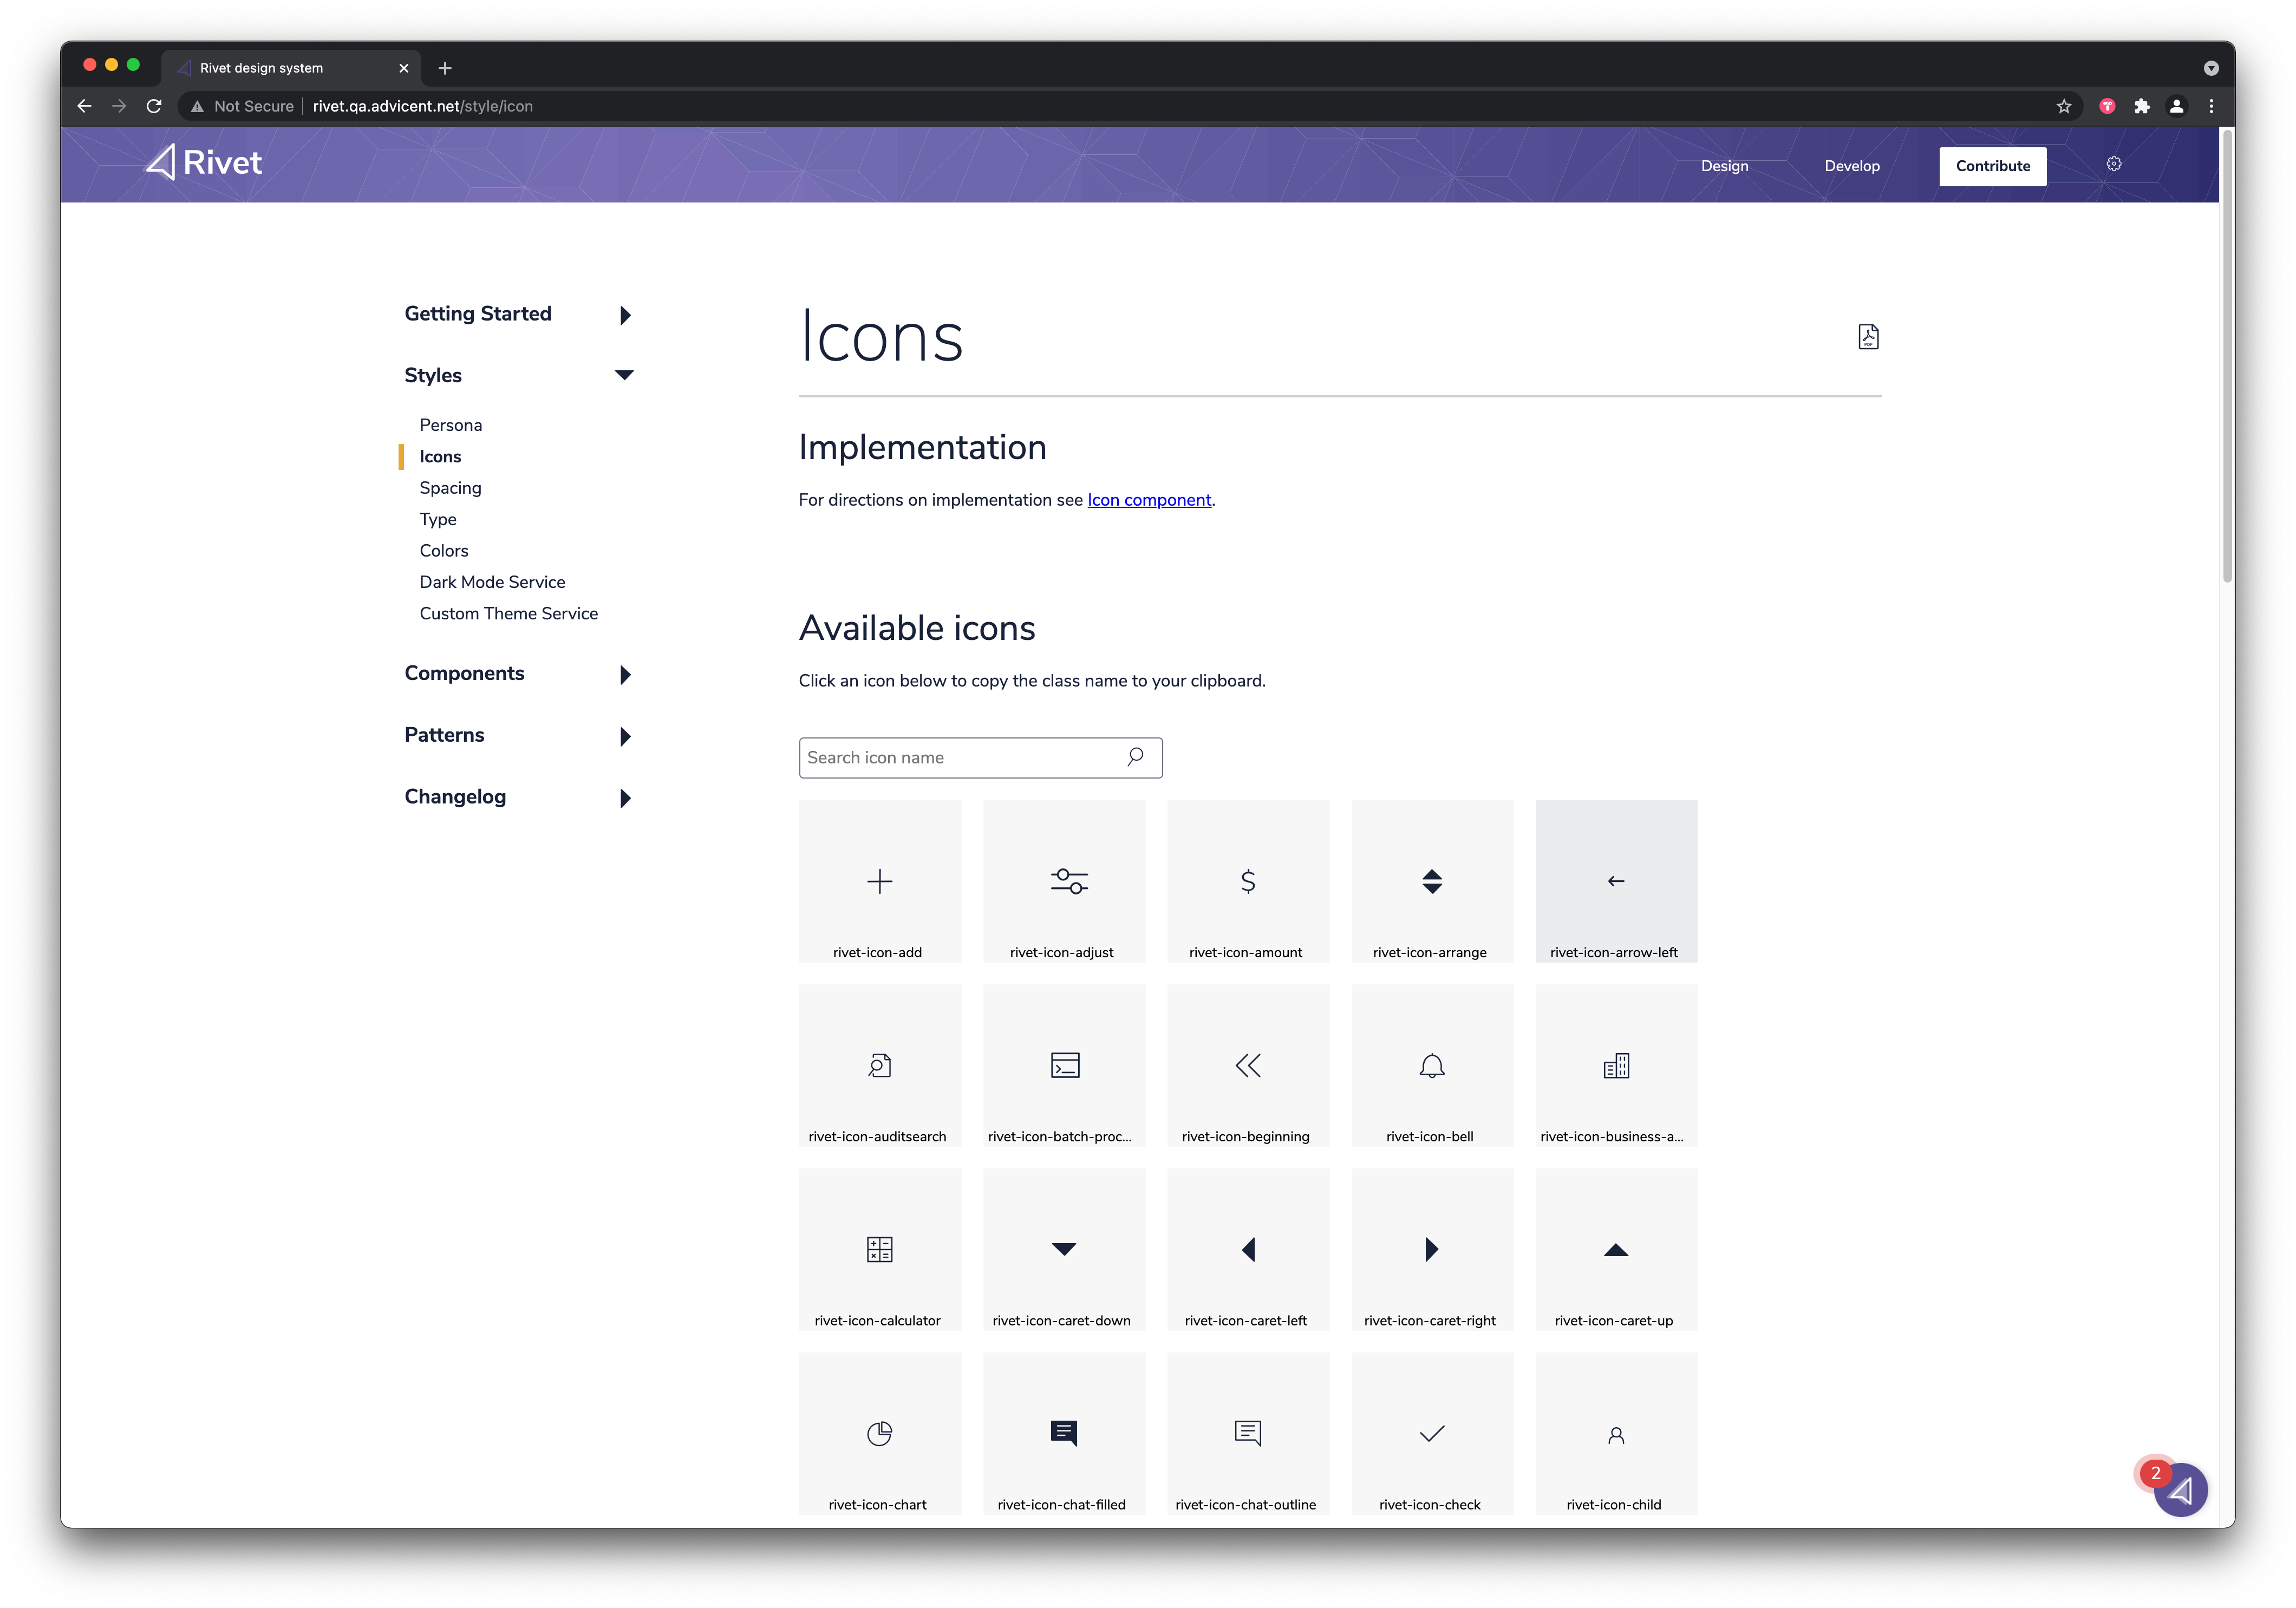 Rivet design system
Not Secure rivet.qa.advicent.net/style/icon
Rivet
Design
Develop
Contribute
Getting Started
Styles
Persona
Icons
Spacing
Type
Colors
Dark Mode Service
Custom Theme Service
Components
Patterns
Changelog
Icons
PDF
Implementation
For directions on implementation see Icon component.
Available icons
Click an icon below to copy the class name to your clipboard.
Search icon name
rivet-icon-add
rivet-icon-adjust
$
rivet-icon-amount
rivet-icon-arrange
rivet-icon-arrow-left
rivet-icon-auditsearch
rivet-icon-batch-proc...
rivet-icon-beginning
rivet-icon-bell
rivet-icon-business-a...
rivet-icon-calculator
rivet-icon-caret-down
rivet-icon-caret-left
rivet-icon-caret-right
rivet-icon-caret-up
rivet-icon-chart
rivet-icon-chat-filled
rivet-icon-chat-outline
rivet-icon-check
rivet-icon-child
2